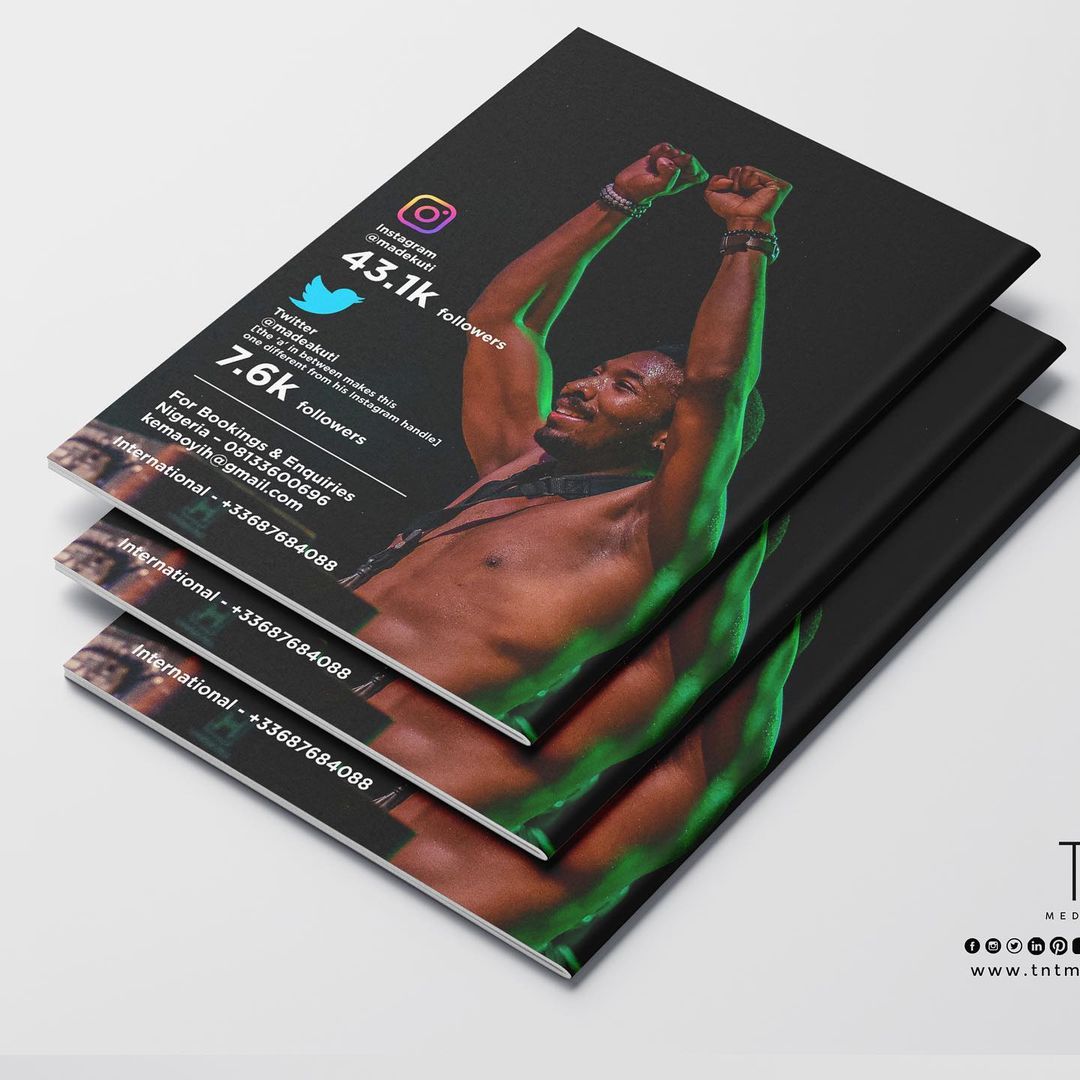 Instagram
@madekuti
43.1k followers
Twitter
@madeakuti
[the 'a' in between makes this
one different from his Instagram handle]
7.6k followers
For Bookings & Enquiries
Nigeria – 08133600696
kemaoyih@gmail.com
International - +33687684088
International - +33687684088
International - +33687684088
T
MED
www.tntm